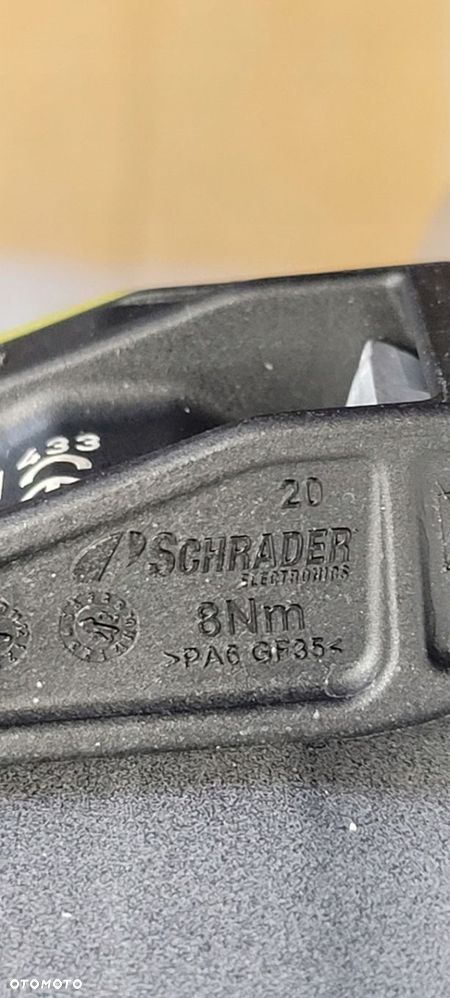 433
20
SCHRADER
ELECTRONICS
8Nm
>PA6 GF35<
OTOMOTO